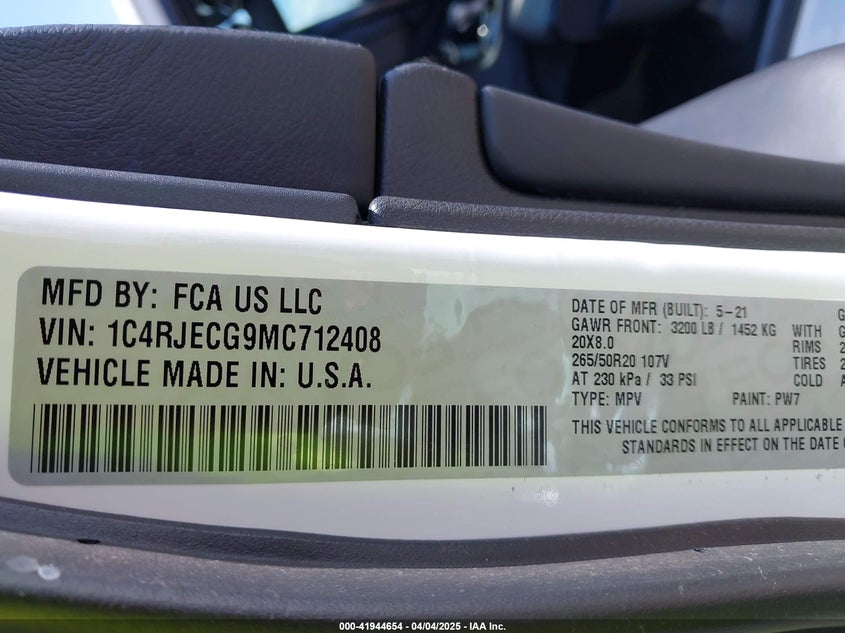 MFD BY: FCA US LLC
VIN: 1C4RJECG9MC712408
VEHICLE MADE IN: U.S.A.
DATE OF MFR (BUILT): 5-21
GAWR FRONT: 3200 LB / 1452 KG WITH
20X8.0 RIMS
265/50R20 107V TIRES
AT 230 kPa / 33 PSI COLD
TYPE: MPV PAINT: PW7
THIS VEHICLE CONFORMS TO ALL APPLICABLE
STANDARDS IN EFFECT ON THE DATE
000-41944654 - 04/04/2025 - IAA Inc.